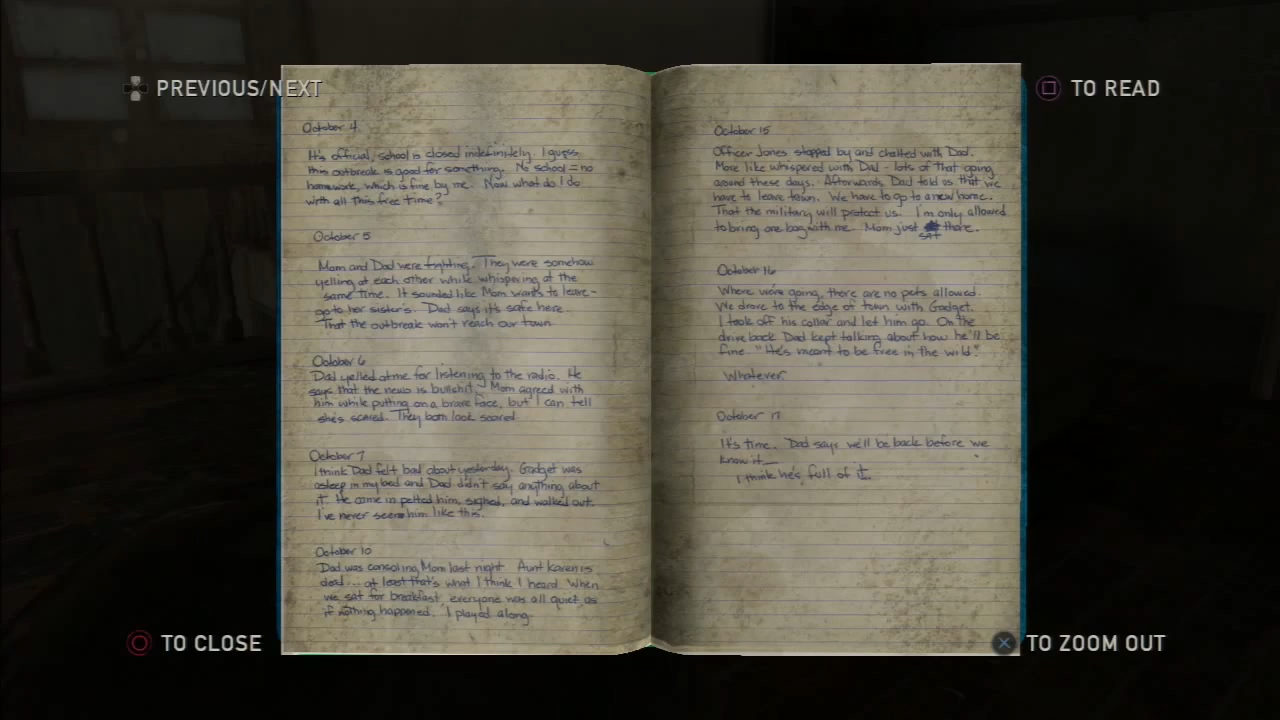 PREVIOUS/NEXT
TO READ
October 4
It's official, school is closed indefinitely. I guess
this outbreak is good for something. No school = no
homework, which is fine by me. Now what do I do
with all this free time?
October 5
Mom and Dad were fighting. They were somehow
yelling at each other while whispering at the
same time. It sounded like Mom wants to leave -
go to her sister's. Dad says it's safe here.
That the outbreak won't reach our town
October 6
Dad yelled at me for listening to the radio. He
says that the news is bullshit. Mom agreed with
him while putting on a brave face, but I can tell
she's scared. They both look scared.
October 7
I think Dad felt bad about yesterday. Gadget was
asleep in my bed and Dad didn't say anything about
it. He came in petted him, sighed, and walked out.
I've never seen him like this.
October 10
Dad was consoling Mom last night. Aunt Karen is
dead... at least that's what I think I heard. When
we sat for breakfast everyone was all quiet, as
if nothing happened. I played along.
October 15
Officer Jones stopped by and chatted with Dad.
More like whispered with Dad - lots of that going
around these days. Afterwards, Dad told us that we
have to leave town. We have to go to a new home.
That the military will protect us. I'm only allowed
to bring one bag with me. Mom just sat there.
October 16
Where we're going, there are no pets allowed.
We drove to the edge of town with Gadget.
I took off his collar and let him go. On the
drive back Dad kept talking about how he'll be
fine. "He's meant to be free in the wild."
Whatever.
October 17
It's time. Dad says we'll be back before we
know it
I think he's full of it.
TO CLOSE
TO ZOOM OUT